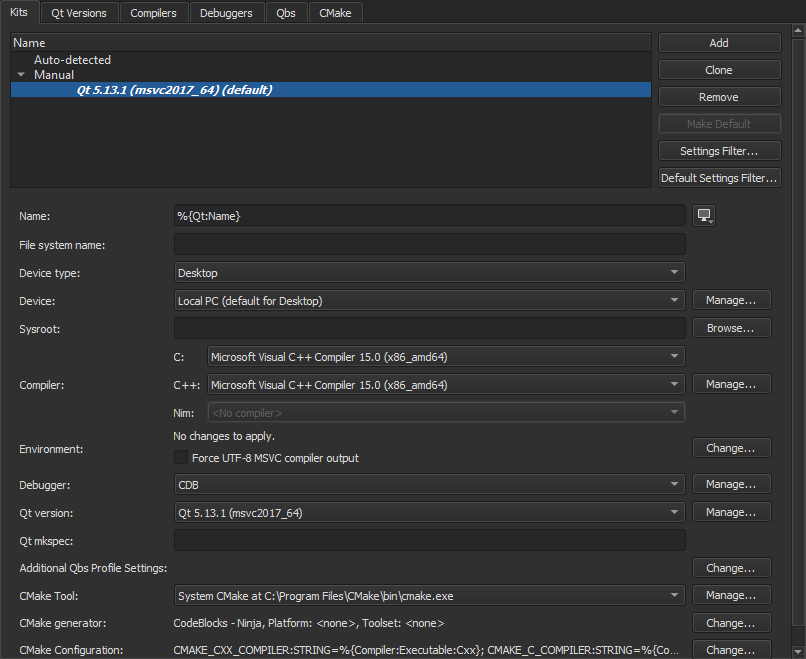 Kits Qt Versions Compilers Debuggers Qbs CMake
Name
Auto-detected
Manual
Qt 5.13.1 (msvc2017_64) (default)
Add
Clone
Remove
Make Default
Settings Filter...
Default Settings Filter...
Name: %{Qt:Name}
File system name:
Device type: Desktop
Device: Local PC (default for Desktop) Manage...
Sysroot: Browse...
C: Microsoft Visual C++ Compiler 15.0 (x86_amd64)
Compiler: C++: Microsoft Visual C++ Compiler 15.0 (x86_amd64) Manage...
Nim: <No compiler>
No changes to apply.
Environment: Change...
Force UTF-8 MSVC compiler output
Debugger: CDB Manage...
Qt version: Qt 5.13.1 (msvc2017_64) Manage...
Qt mkspec:
Additional Qbs Profile Settings: Change...
CMake Tool: System CMake at C:\Program Files\CMake\bin\cmake.exe Manage...
CMake generator: CodeBlocks - Ninja, Platform: <none>, Toolset: <none> Change...
CMake Configuration: CMAKE_CXX_COMPILER:STRING=%{Compiler:Executable:Cxx}; CMAKE_C_COMPILER:STRING=%{Co... Change...